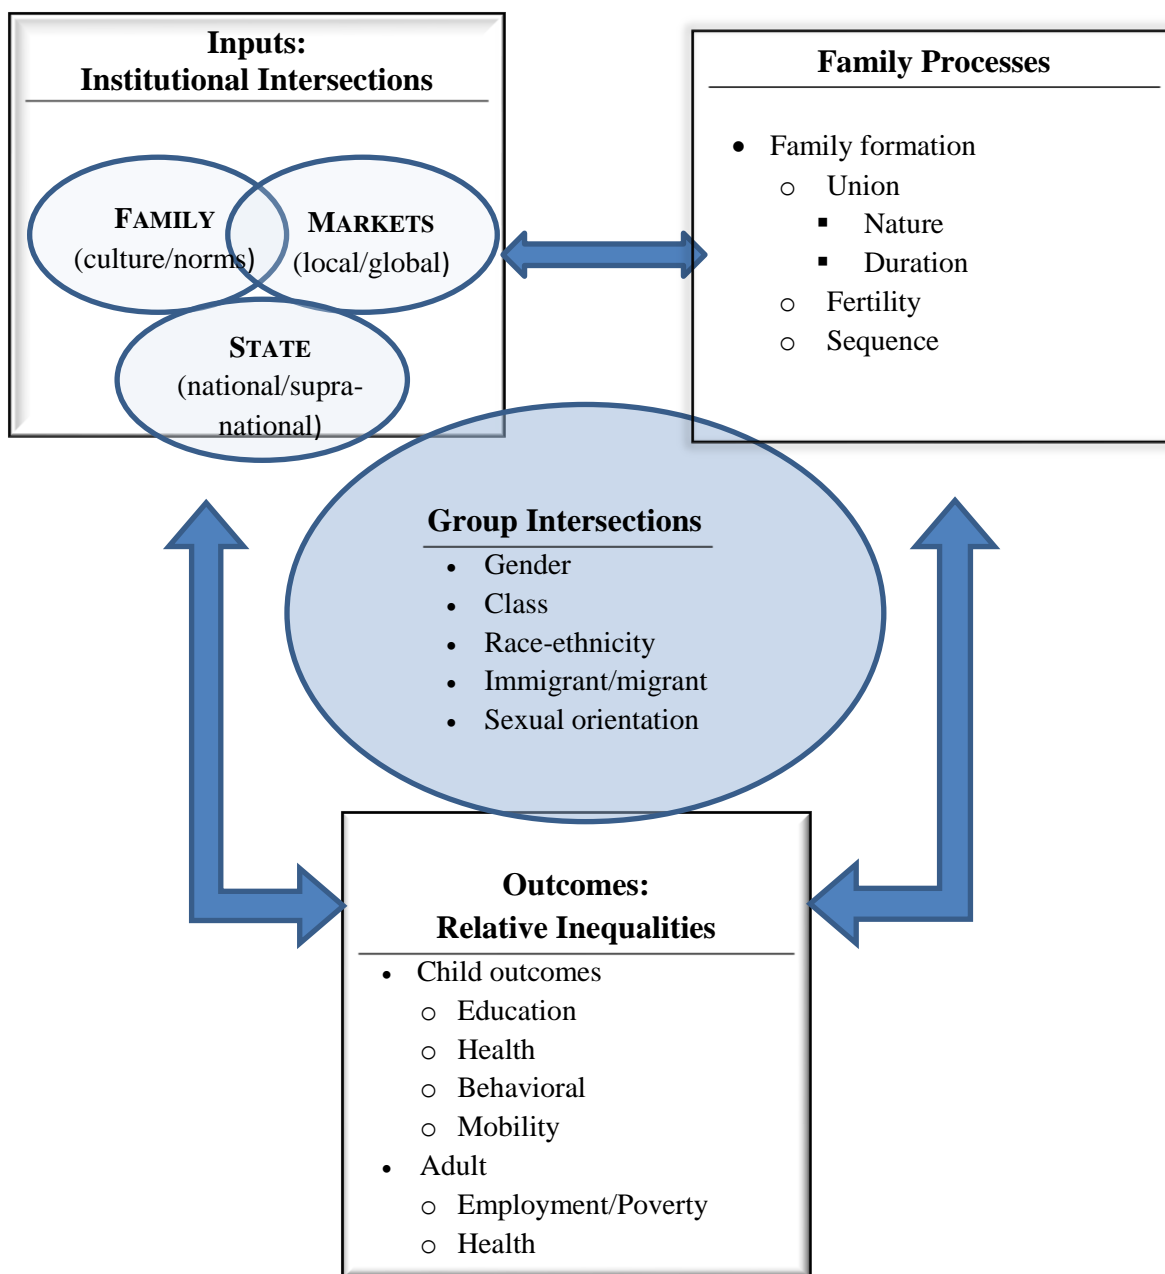 Inputs:
Institutional Intersections
FAMILY
(culture/norms)
MARKETS
(local/global)
STATE
(national/supra-
national)
Family Processes
• Family formation
o Union
▪ Nature
▪ Duration
o Fertility
o Sequence
Group Intersections
• Gender
• Class
• Race-ethnicity
• Immigrant/migrant
• Sexual orientation
Outcomes:
Relative Inequalities
• Child outcomes
o Education
o Health
o Behavioral
o Mobility
• Adult
o Employment/Poverty
o Health